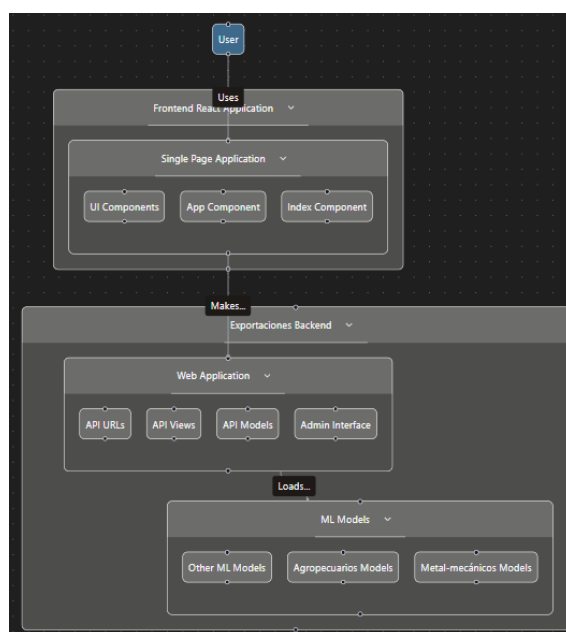 User
Uses
Frontend React Application
Single Page Application
UI Components
App Component
Index Component
Makes...
Exportaciones Backend
Web Application
API URLs
API Views
API Models
Admin Interface
Loads...
ML Models
Other ML Models
Agropecuarios Models
Metal-mecánicos Models